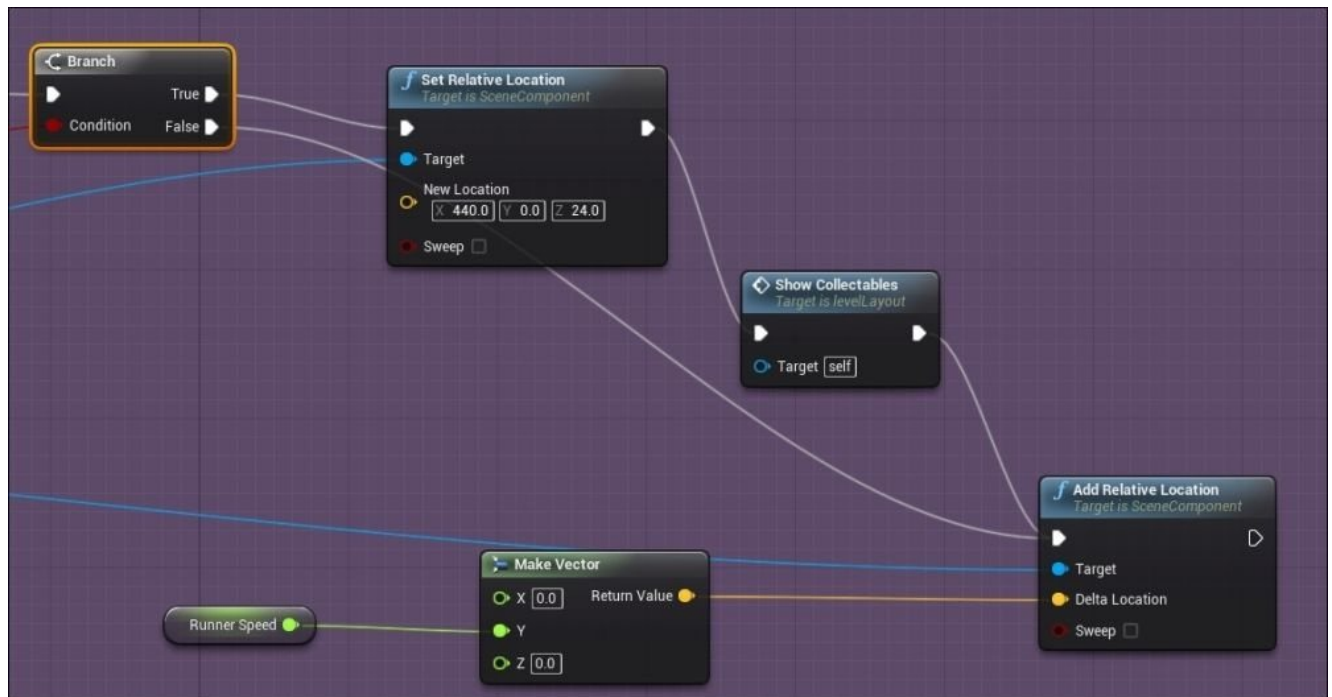 Branch
True
Condition False
Set Relative Location
Target is SceneComponent
Target
New Location
X 440.0 Y 0.0 Z 24.0
Sweep
Show Collectables
Target is levelLayout
Target self
Add Relative Location
Target is SceneComponent
Target
Delta Location
Sweep
Make Vector
X 0.0 Return Value
Y
Z 0.0
Runner Speed